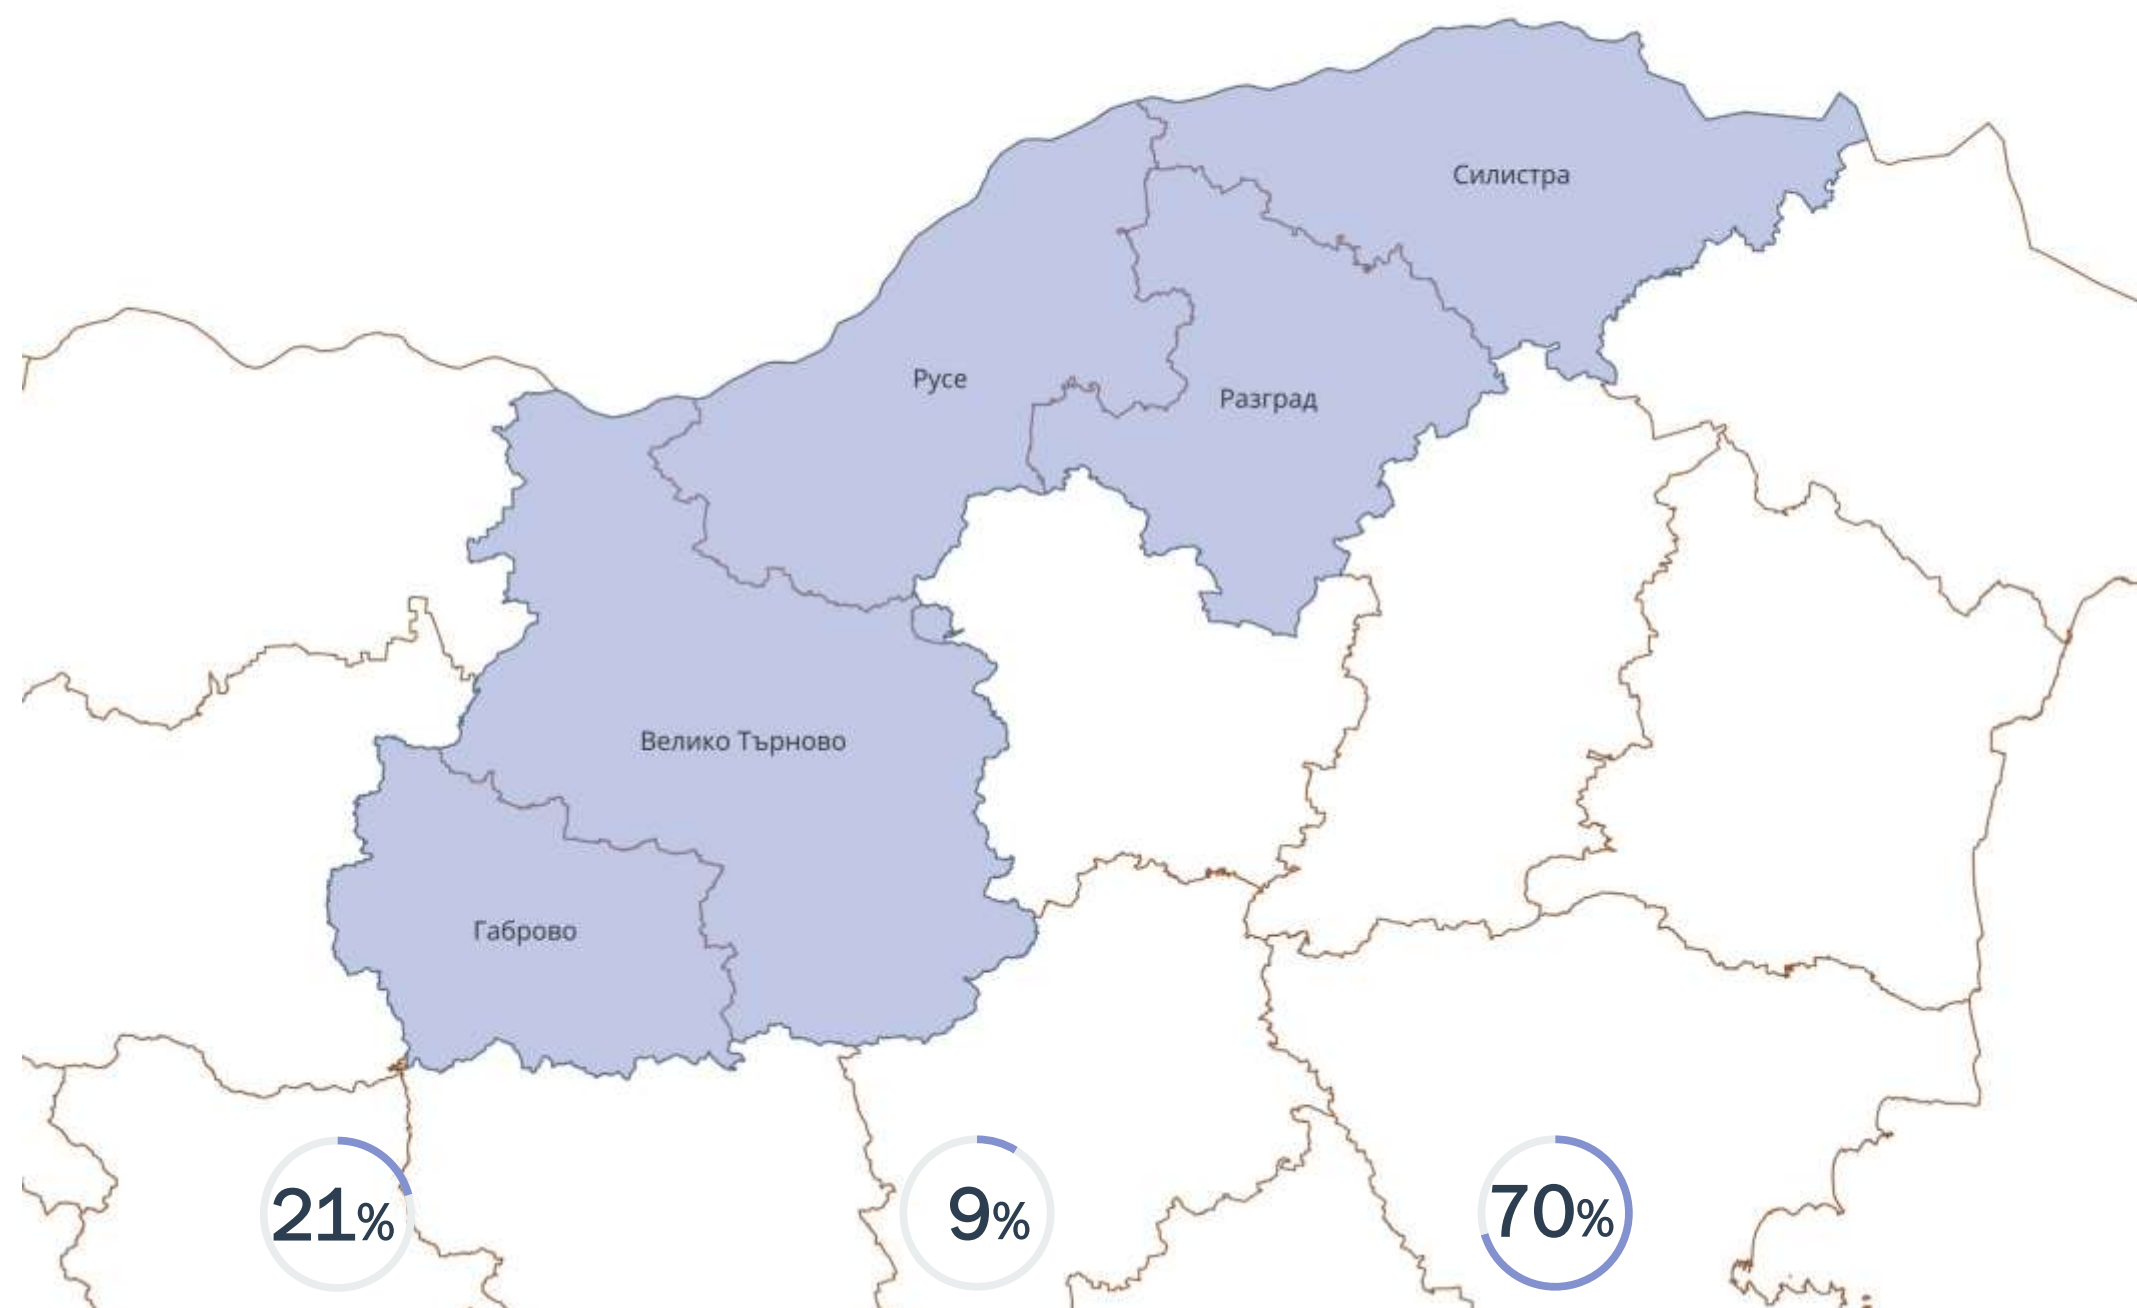 Силистра
Русе
Разград
Велико Търново
Габрово
21%
9%
70%